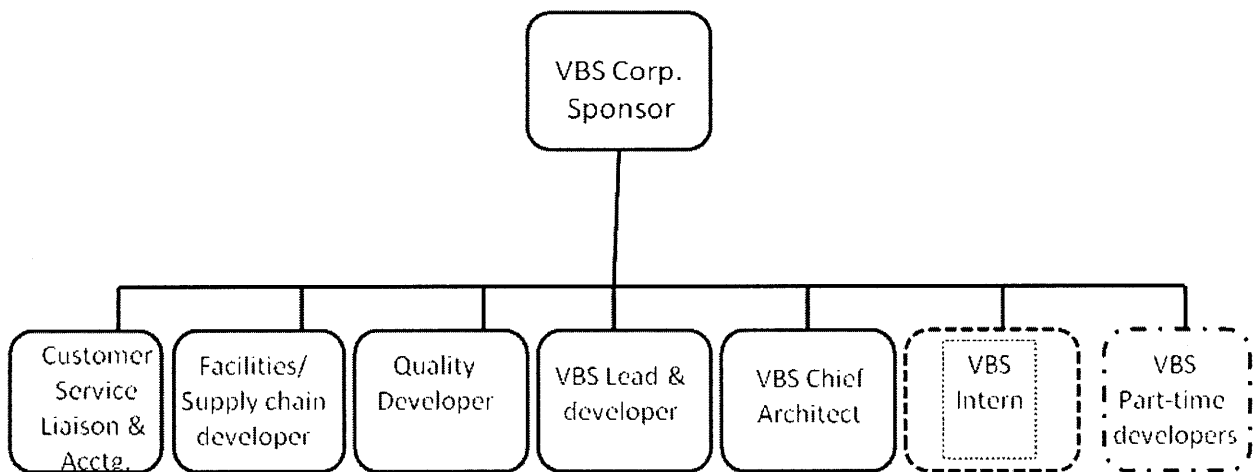 VBS Corp.
Sponsor
Customer
Service
Liaison &
Acctg.
Facilities/
Supply chain
developer
Quality
Developer
VBS Lead &
developer
VBS Chief
Architect
VBS
Intern
VBS
Part-time
developers